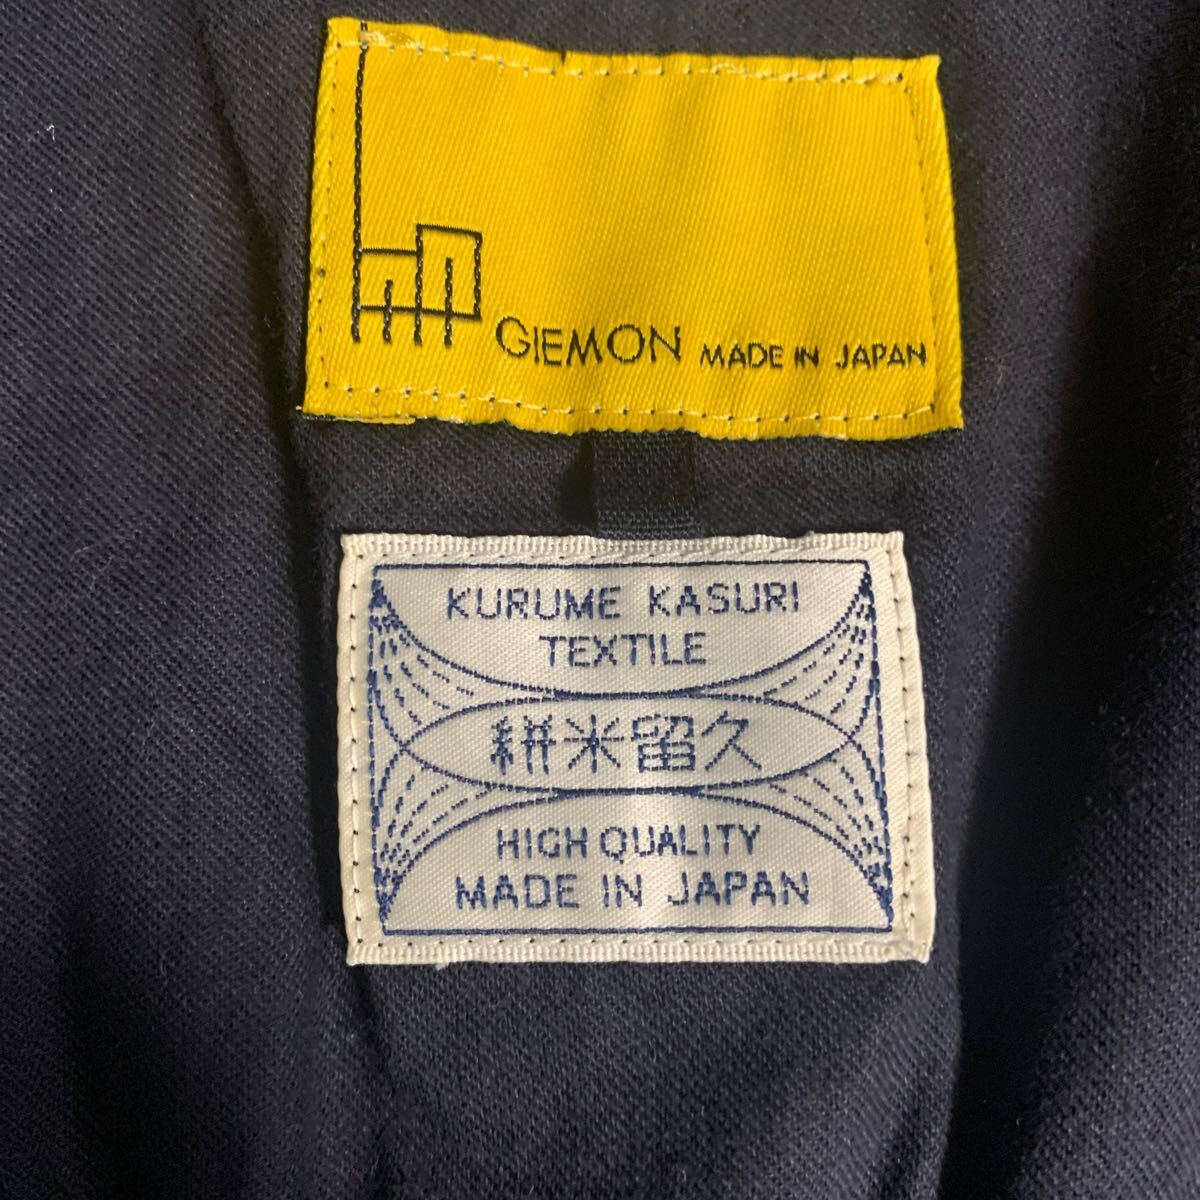 GIEMON MADE IN JAPAN
KURUME KASURI
TEXTILE
絣米留久
HIGH QUALITY
MADE IN JAPAN